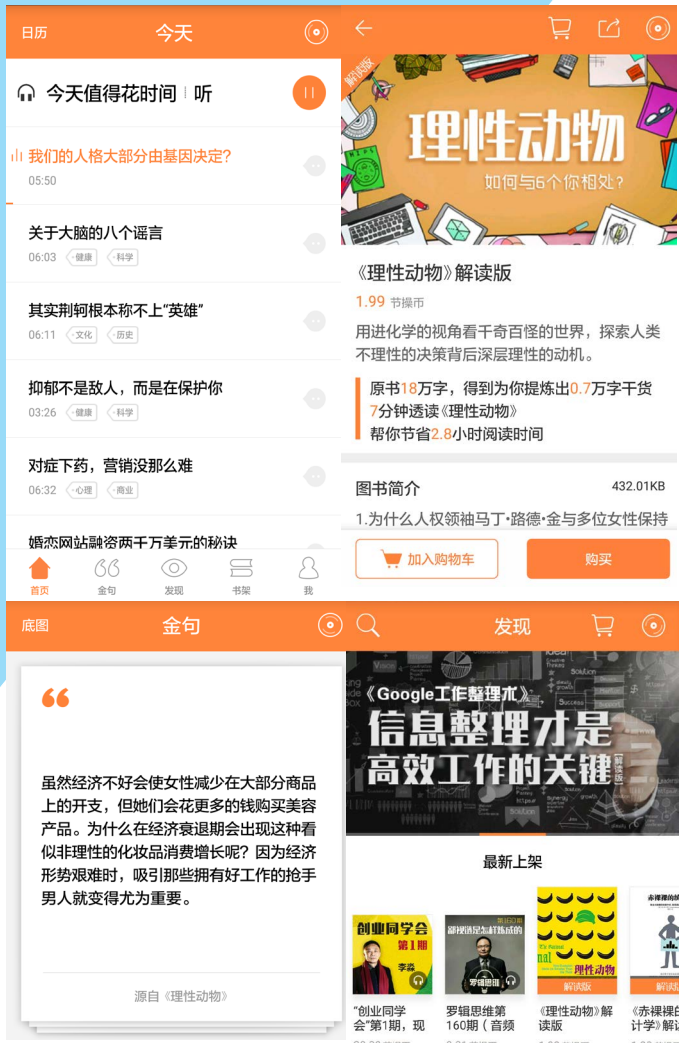 日历
今天
今天值得花时间
听
我们的人格大部分由基因决定?
05:50
关于大脑的八个谣言
06:03 健康 科学
其实荆轲根本称不上“英雄”
06:11 文化 历史
抑郁不是敌人，而是在保护你
03:26 健康 科学
对症下药，营销没那么难
06:32 心理 商业
婚恋网站融资两千万美元的秘诀
首页 金句 发现 书架 我
解读版
理性动物
如何与6个你相处?
《理性动物》解读版
1.99 节操币
用进化学的视角看千奇百怪的世界，探索人类
不理性的决策背后深层理性的动机。
原书18万字，得到为你提炼出0.7万字干货
7分钟透读《理性动物》
帮你节省2.8小时阅读时间
图书简介
432.01KB
1.为什么人权领袖马丁·路德·金与多位女性保持
加入购物车
购买
底图
金句
虽然经济不好会使女性减少在大部分商品
上的开支，但她们会花更多的钱购买美容
产品。为什么在经济衰退期会出现这种看
似非理性的化妆品消费增长呢？因为经济
形势艰难时，吸引那些拥有好工作的抢手
男人就变得尤为重要。
源自《理性动物》
发现
《Google工作整理术》
信息整理才是
高效工作的关键
解读版
最新上架
创业同学会
第1期
李淼
第160期
鄙视链是怎样炼成的
罗辑思维
理性动物
解读版
“创业同学
会”第1期，现
罗辑思维第
160期（音频
《理性动物》解
读版